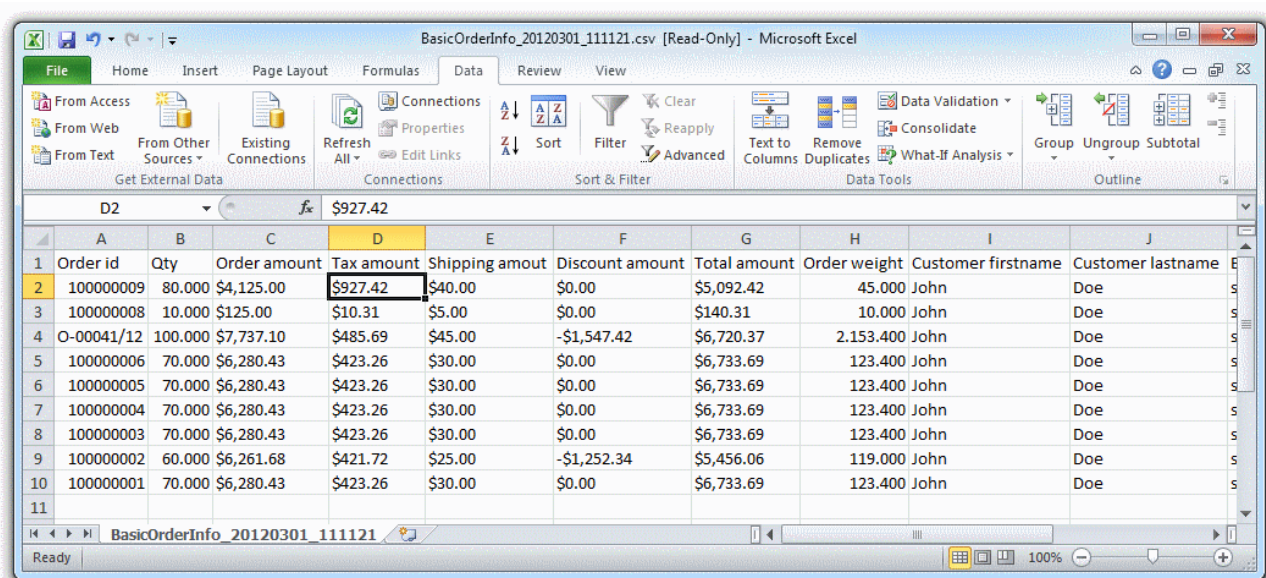 BasicOrderInfo_20120301_111121.csv [Read-Only] - Microsoft Excel
File Home Insert Page Layout Formulas Data Review View
From Access
From Web
From Text
From Other Sources
Existing Connections
Get External Data
Refresh All
Connections
Properties
Edit Links
Connections
Sort
Filter
Clear
Reapply
Advanced
Sort & Filter
Text to Columns
Remove Duplicates
Data Validation
Consolidate
What-If Analysis
Data Tools
Group
Ungroup
Subtotal
Outline
D2 fx $927.42
A B C D E F G H I J
1 Order id Qty Order amount Tax amount Shipping amout Discount amount Total amount Order weight Customer firstname Customer lastname E
2 100000009 80.000 $4,125.00 $927.42 $40.00 $0.00 $5,092.42 45.000 John Doe s
3 100000008 10.000 $125.00 $10.31 $5.00 $0.00 $140.31 10.000 John Doe s
4 O-00041/12 100.000 $7,737.10 $485.69 $45.00 -$1,547.42 $6,720.37 2.153.400 John Doe s
5 100000006 70.000 $6,280.43 $423.26 $30.00 $0.00 $6,733.69 123.400 John Doe s
6 100000005 70.000 $6,280.43 $423.26 $30.00 $0.00 $6,733.69 123.400 John Doe s
7 100000004 70.000 $6,280.43 $423.26 $30.00 $0.00 $6,733.69 123.400 John Doe s
8 100000003 70.000 $6,280.43 $423.26 $30.00 $0.00 $6,733.69 123.400 John Doe s
9 100000002 60.000 $6,261.68 $421.72 $25.00 -$1,252.34 $5,456.06 119.000 John Doe s
10 100000001 70.000 $6,280.43 $423.26 $30.00 $0.00 $6,733.69 123.400 John Doe s
11
BasicOrderInfo_20120301_111121
Ready 100%